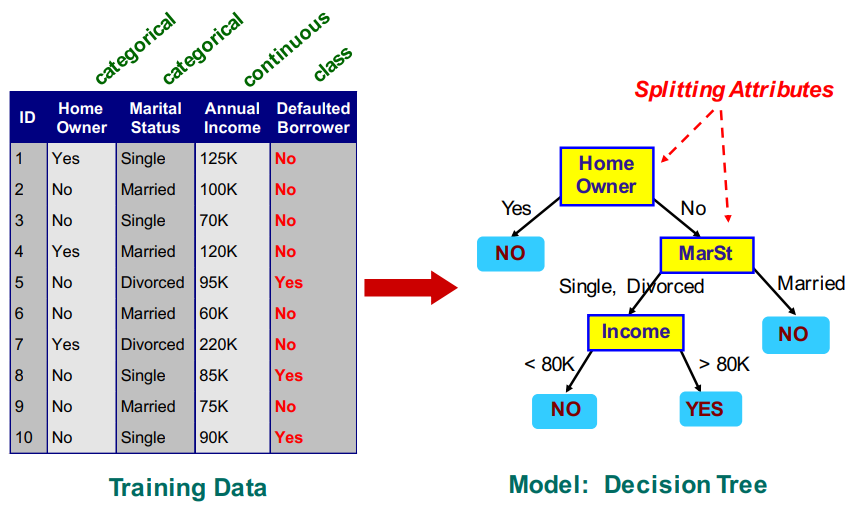 categorical categorical continuous class
ID Home Owner Marital Status Annual Income Defaulted Borrower
1 Yes Single 125K No
2 No Married 100K No
3 No Single 70K No
4 Yes Married 120K No
5 No Divorced 95K Yes
6 No Married 60K No
7 Yes Divorced 220K No
8 No Single 85K Yes
9 No Married 75K No
10 No Single 90K Yes
Training Data
Splitting Attributes
Home
Owner
Yes No
NO MarSt
Single, Divorced Married
Income NO
< 80K > 80K
NO YES
Model: Decision Tree